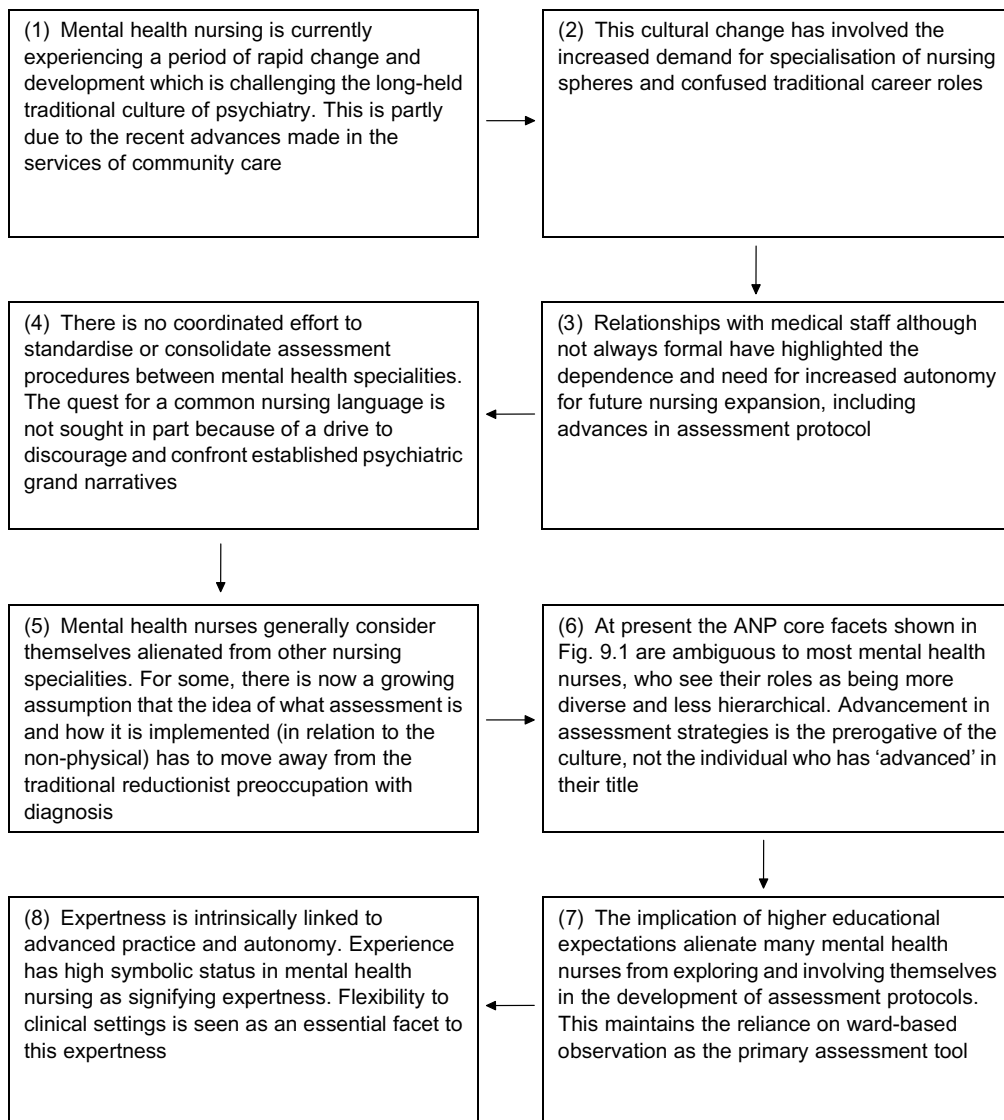 (1) Mental health nursing is currently
experiencing a period of rapid change and
development which is challenging the long-held
traditional culture of psychiatry. This is partly
due to the recent advances made in the
services of community care
(2) This cultural change has involved the
increased demand for specialisation of nursing
spheres and confused traditional career roles
(3) Relationships with medical staff although
not always formal have highlighted the
dependence and need for increased autonomy
for future nursing expansion, including
advances in assessment protocol
(4) There is no coordinated effort to
standardise or consolidate assessment
procedures between mental health specialities.
The quest for a common nursing language is
not sought in part because of a drive to
discourage and confront established psychiatric
grand narratives
(5) Mental health nurses generally consider
themselves alienated from other nursing
specialities. For some, there is now a growing
assumption that the idea of what assessment is
and how it is implemented (in relation to the
non-physical) has to move away from the
traditional reductionist preoccupation with
diagnosis
(6) At present the ANP core facets shown in
Fig. 9.1 are ambiguous to most mental health
nurses, who see their roles as being more
diverse and less hierarchical. Advancement in
assessment strategies is the prerogative of the
culture, not the individual who has ‘advanced’ in
their title
(7) The implication of higher educational
expectations alienate many mental health
nurses from exploring and involving themselves
in the development of assessment protocols.
This maintains the reliance on ward-based
observation as the primary assessment tool
(8) Expertness is intrinsically linked to
advanced practice and autonomy. Experience
has high symbolic status in mental health
nursing as signifying expertness. Flexibility to
clinical settings is seen as an essential facet to
this expertness